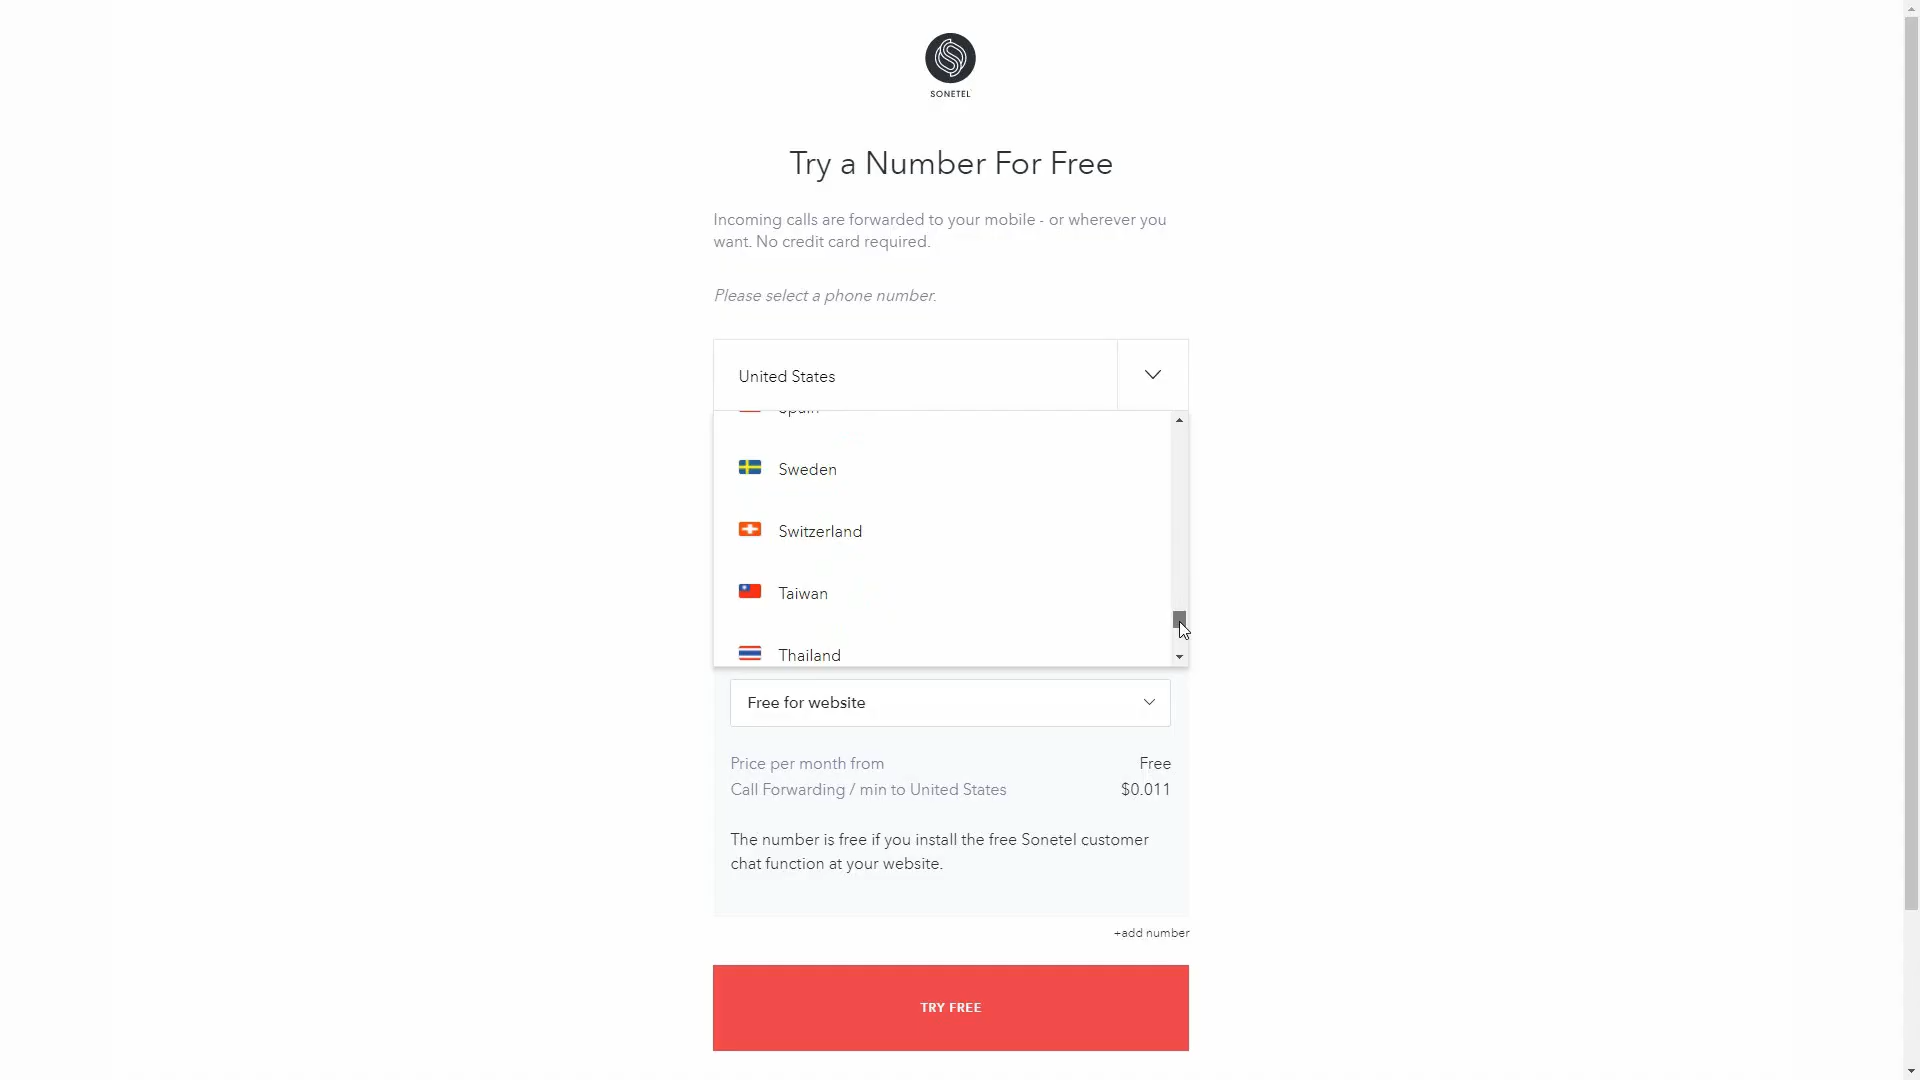 SONETEL
Try a Number For Free
Incoming calls are forwarded to your mobile - or wherever you
want. No credit card required.
Please select a phone number.
United States
Spain
Sweden
Switzerland
Taiwan
Thailand
Free for website
Price per month from Free
Call Forwarding / min to United States $0.011
The number is free if you install the free Sonetel customer
chat function at your website.
+add number
TRY FREE